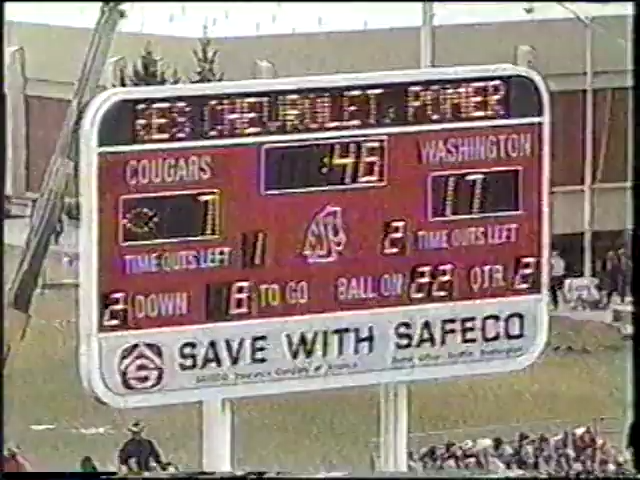 CHEVROLET
COUGARS :46 WASHINGTON
7 17
TIME OUTS LEFT 1 2 TIME OUTS LEFT
2 DOWN 8 TO GO BALL ON 22 QTR. 2
SAVE WITH SAFECO